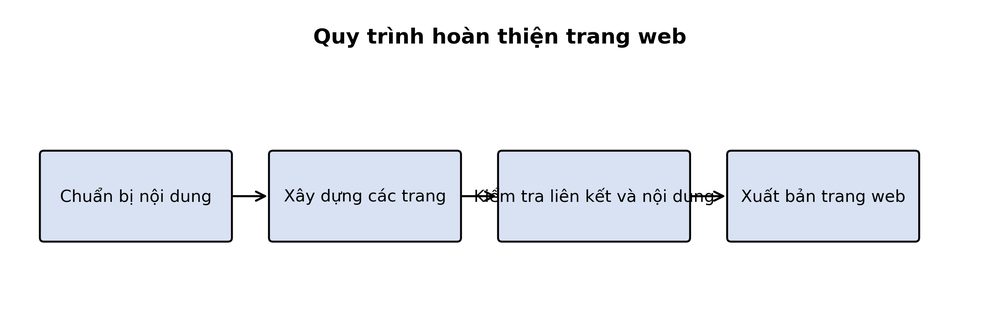 Quy trình hoàn thiện trang web
Chuẩn bị nội dung
Xây dựng các trang
Kiểm tra liên kết và nội dung
Xuất bản trang web